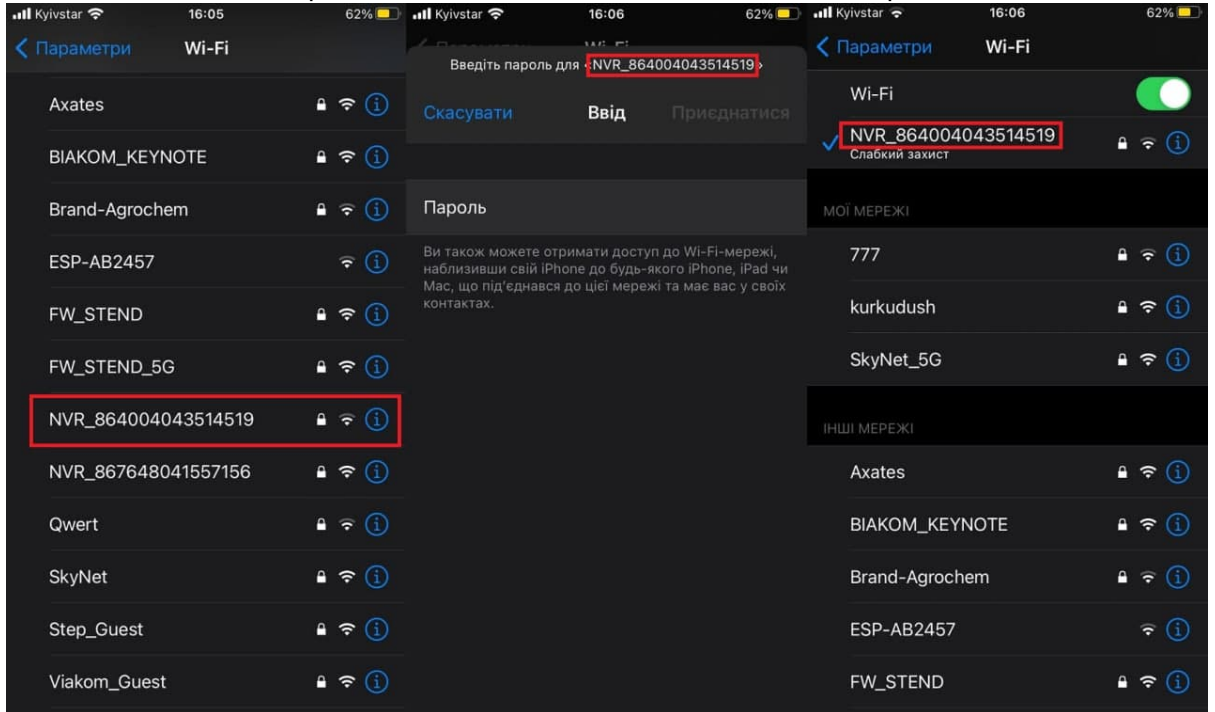 Kyivstar 16:05 62%
Параметри Wi-Fi
Axates
BIAKOM_KEYNOTE
Brand-Agrochem
ESP-AB2457
FW_STEND
FW_STEND_5G
NVR_864004043514519
NVR_867648041557156
Qwert
SkyNet
Step_Guest
Viakom_Guest
Kyivstar 16:06 62%
Введіть пароль для «NVR_864004043514519»
Скасувати Ввід Приєднатися
Пароль
Ви також можете отримати доступ до Wi-Fi-мережі,
наблизивши свій iPhone до будь-якого iPhone, iPad чи
Mac, що під’єднався до цієї мережі та має вас у своїх
контактах.
Kyivstar 16:06 62%
Параметри Wi-Fi
Wi-Fi
NVR_864004043514519
Слабкий захист
МОЇ МЕРЕЖІ
777
kurkudush
SkyNet_5G
ІНШІ МЕРЕЖІ
Axates
BIAKOM_KEYNOTE
Brand-Agrochem
ESP-AB2457
FW_STEND